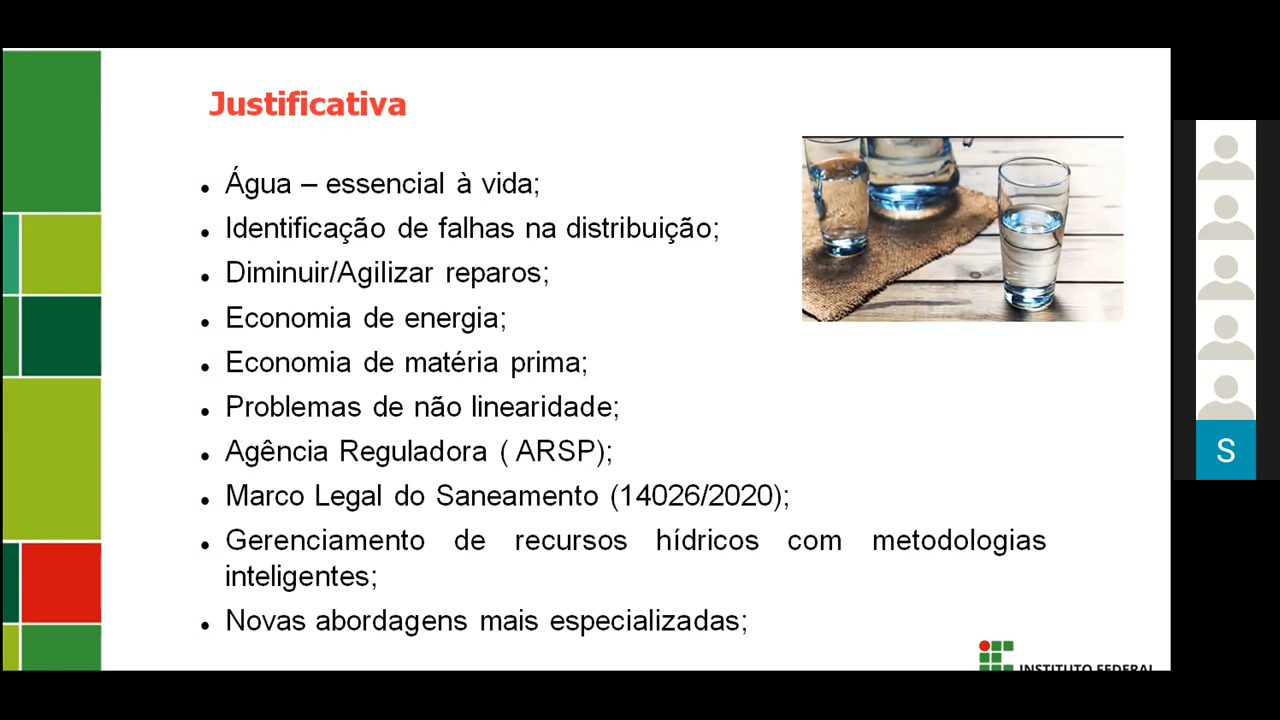 Justificativa
• Água – essencial à vida;
• Identificação de falhas na distribuição;
• Diminuir/Agilizar reparos;
• Economia de energia;
• Economia de matéria prima;
• Problemas de não linearidade;
• Agência Reguladora ( ARSP);
• Marco Legal do Saneamento (14026/2020);
• Gerenciamento de recursos hídricos com metodologias
inteligentes;
• Novas abordagens mais especializadas;
INSTITUTO FEDERAL
S